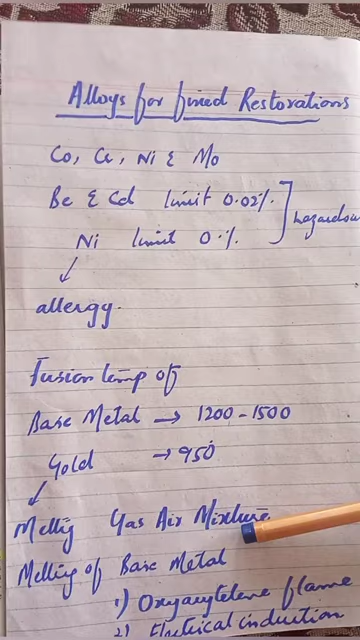 Alloys for fixed Restorations
Co, Cr, Ni & Mo
Be & Cd limit 0.02%.
hazardous
Ni limit 0%.
allergy.
Fusion temp of
Base Metal → 1200-1500
Gold → 950
Melting Gas Air Mixture
Melting of Base Metal
1) Oxyacytelene flame
2) Electrical induction